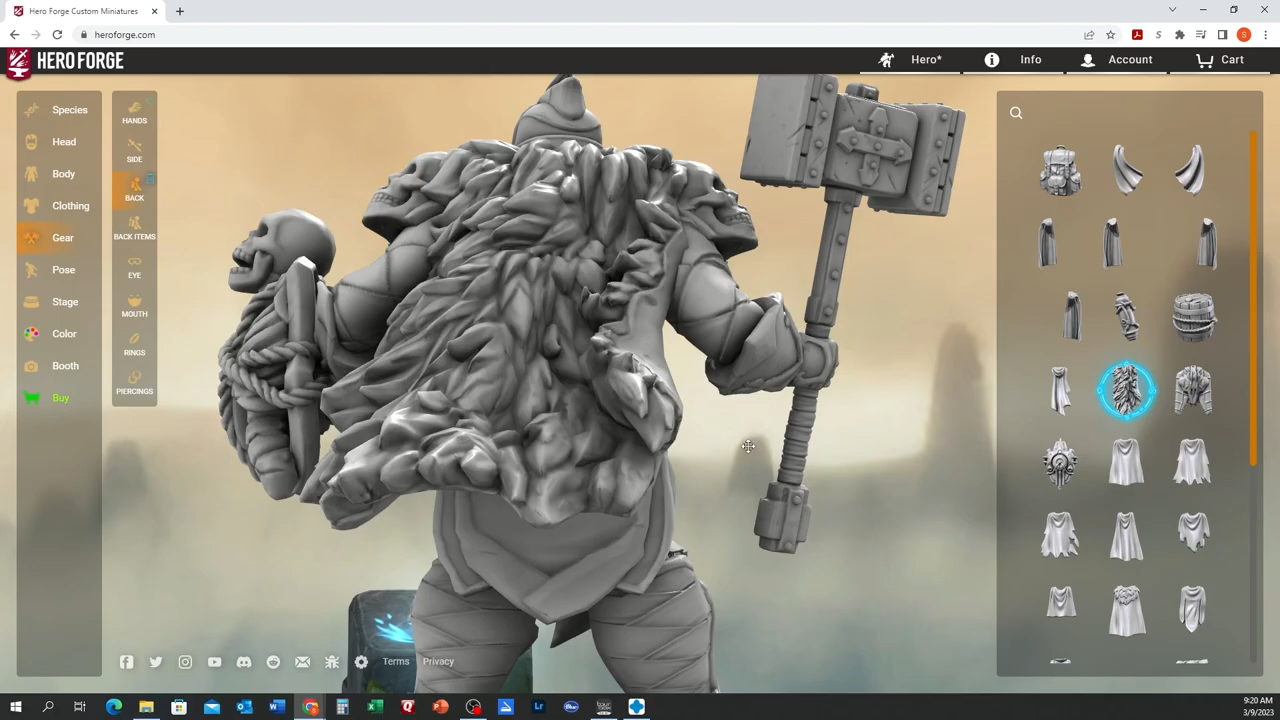 Hero Forge Custom Miniatures
heroforge.com
HERO FORGE
Hero*
Info
Account
Cart
Species
Head
Body
Clothing
Gear
Pose
Stage
Color
Booth
Buy
HANDS
SIDE
BACK
BACK ITEMS
EYE
MOUTH
RINGS
PIERCINGS
Terms
Privacy
9:20 AM
3/9/2023